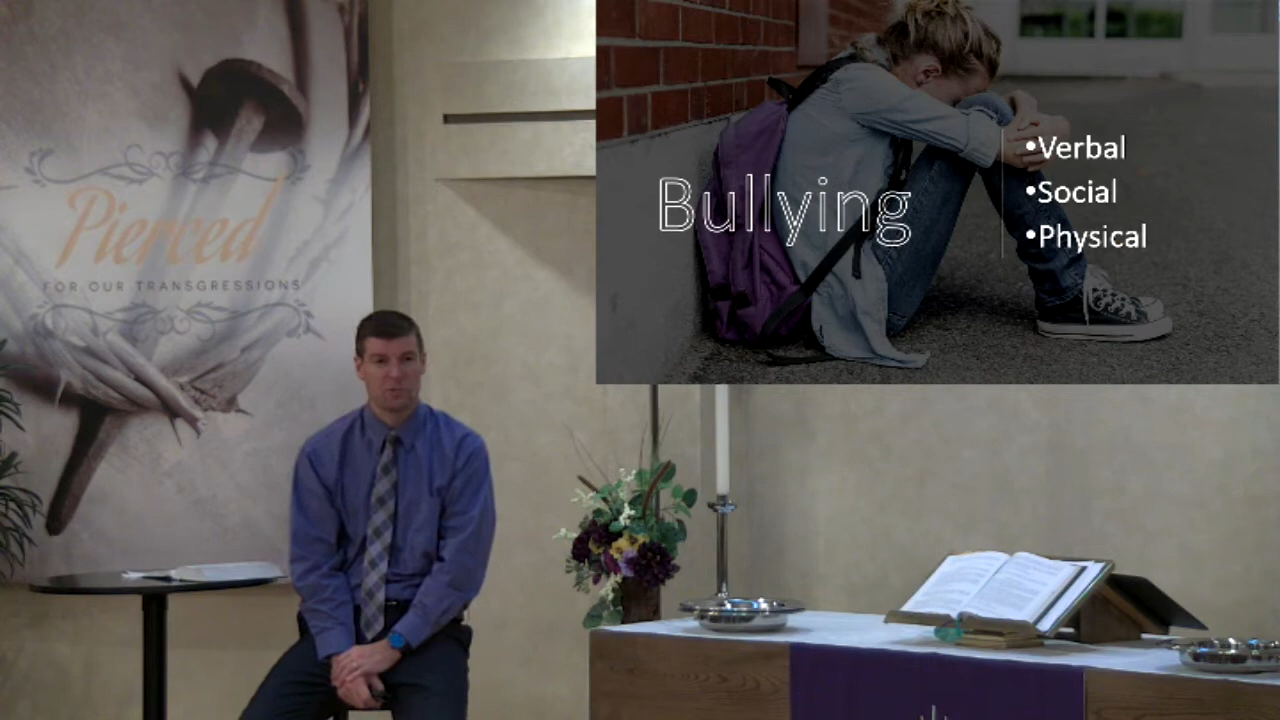 Pierced
FOR OUR TRANSGRESSIONS
Bullying
•Verbal
•Social
•Physical